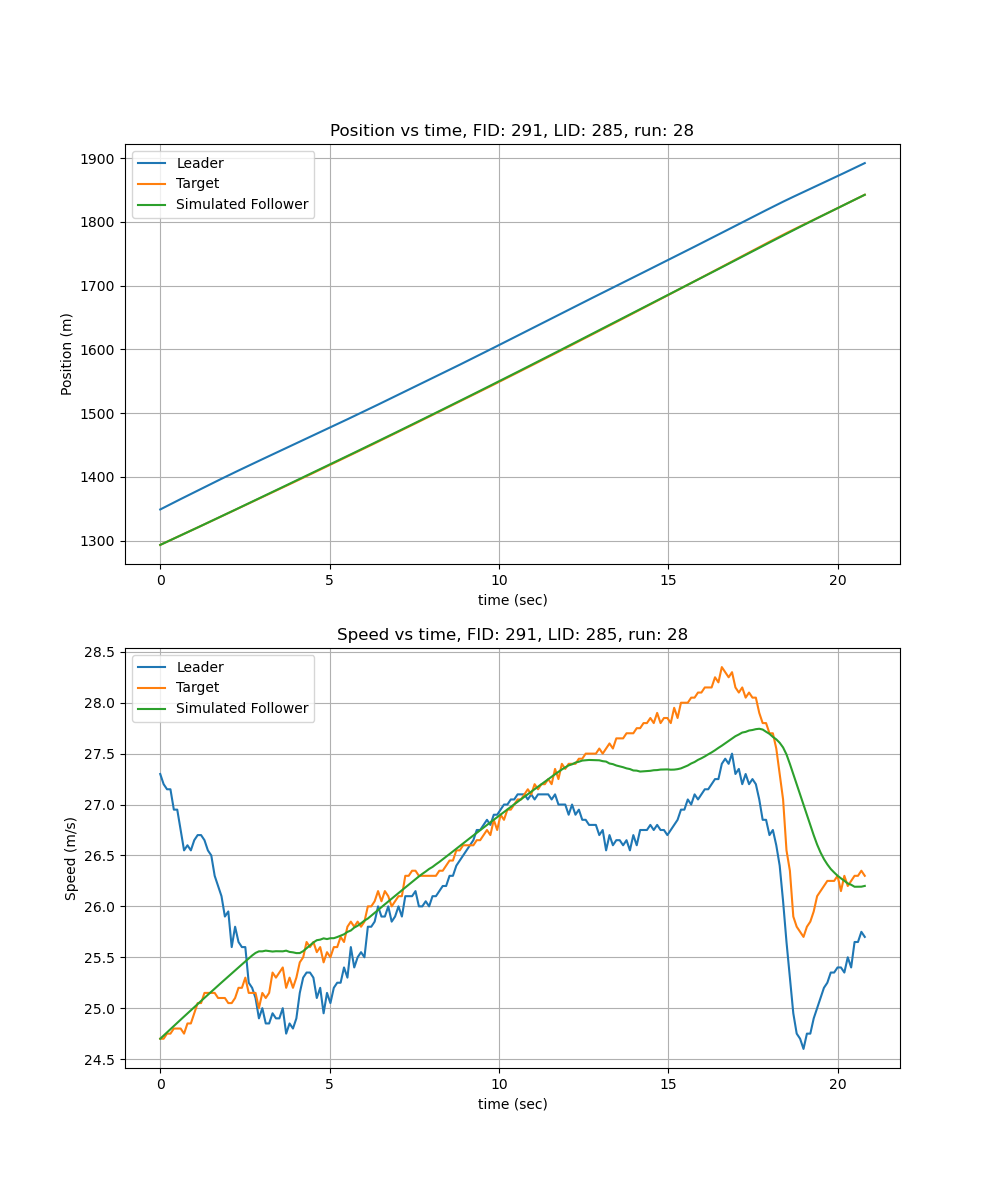 Position vs time, FID: 291, LID: 285, run: 28
Leader
Target
Simulated Follower
1900
1800
1700
1600
1500
1400
1300
Position (m)
0 5 10 15 20
time (sec)
Speed vs time, FID: 291, LID: 285, run: 28
Leader
Target
Simulated Follower
28.5
28.0
27.5
27.0
26.5
26.0
25.5
25.0
24.5
Speed (m/s)
0 5 10 15 20
time (sec)